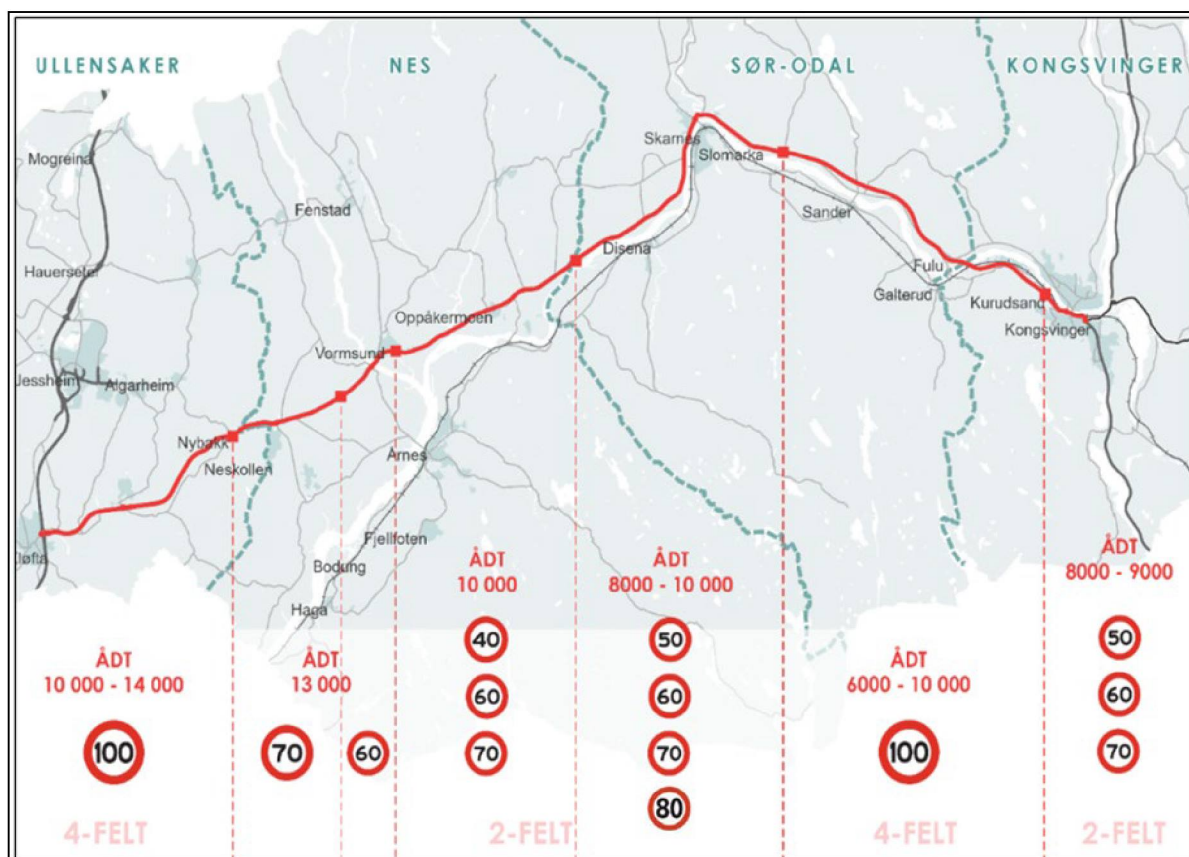 ULLENSAKER
NES
SØR-ODAL
KONGSVINGER
Mogreina
Hauerseter
Jessheim
Algarheim
Fenstad
Vormsund
Oppåkermoen
Nybakk
Neskollen
Årnes
Fjellfoten
Bodung
Haga
Disena
Skarnes
Slomarka
Sander
Fulu
Galterud
Kurudsand
Kongsvinger
ÅDT
10 000 - 14 000
100
4-FELT
ÅDT
13 000
70
60
ÅDT
10 000
40
60
70
2-FELT
ÅDT
8000 - 10 000
50
60
70
80
ÅDT
6000 - 10 000
100
4-FELT
ÅDT
8000 - 9000
50
60
70
2-FELT